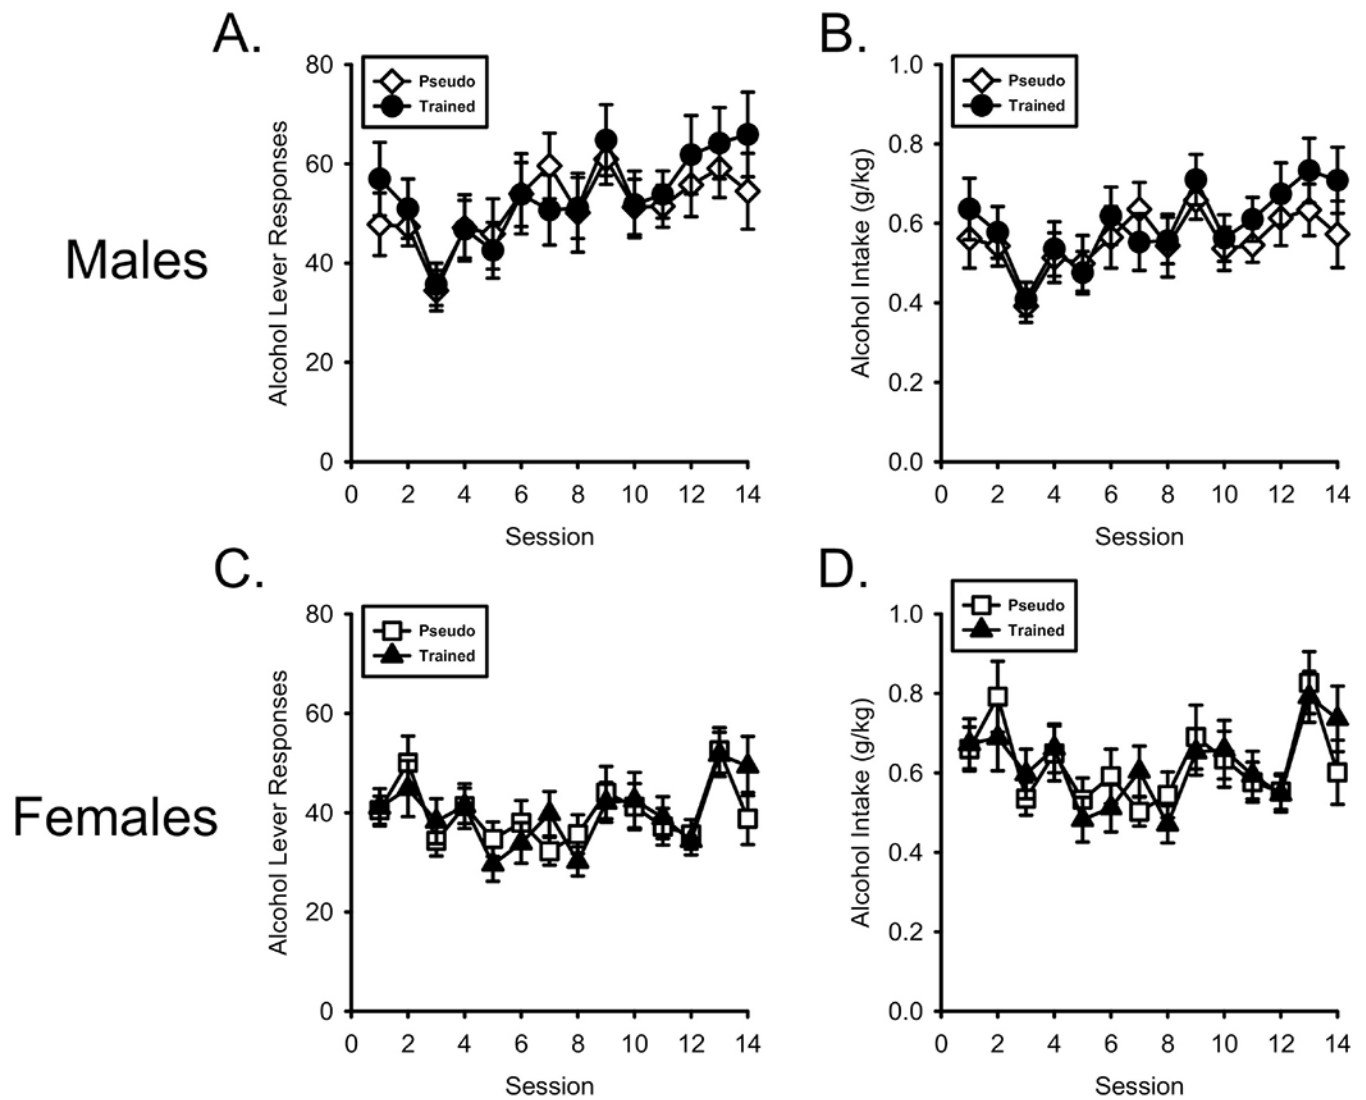 A.
80
60
40
20
0
Alcohol Lever Responses
Pseudo
Trained
0 2 4 6 8 10 12 14
Session
B.
1.0
0.8
0.6
0.4
0.2
0.0
Alcohol Intake (g/kg)
Pseudo
Trained
0 2 4 6 8 10 12 14
Session
Males
C.
80
60
40
20
0
Alcohol Lever Responses
Pseudo
Trained
0 2 4 6 8 10 12 14
Session
D.
1.0
0.8
0.6
0.4
0.2
0.0
Alcohol Intake (g/kg)
Pseudo
Trained
0 2 4 6 8 10 12 14
Session
Females